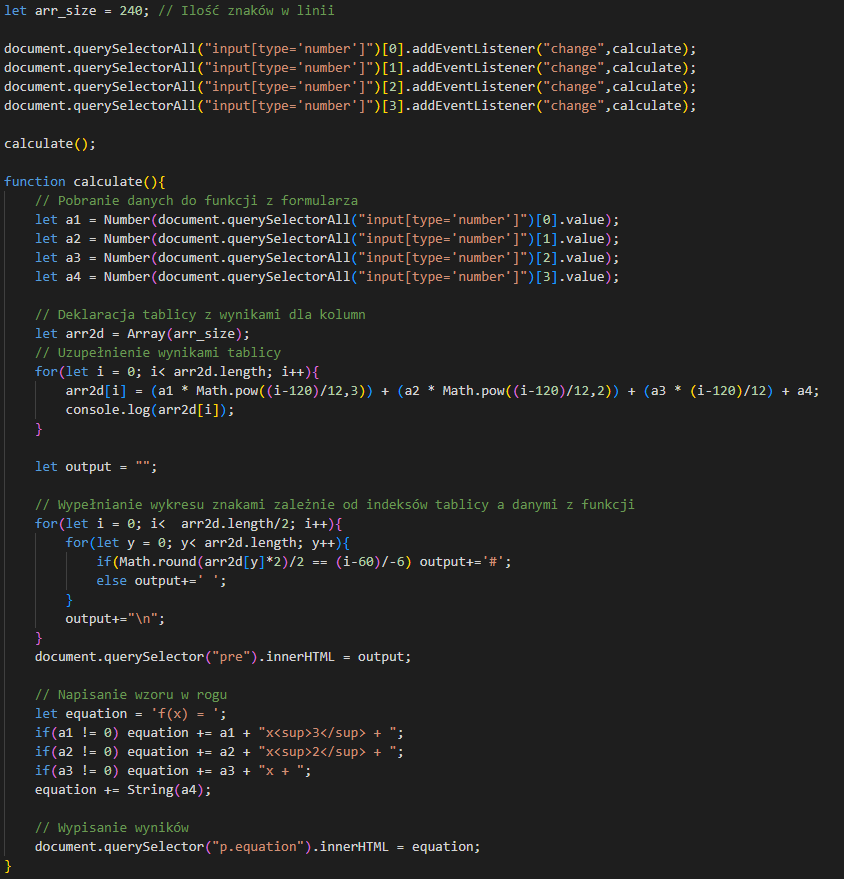 let arr_size = 240; // Ilość znaków w linii

document.querySelectorAll("input[type='number']")[0].addEventListener("change",calculate);
document.querySelectorAll("input[type='number']")[1].addEventListener("change",calculate);
document.querySelectorAll("input[type='number']")[2].addEventListener("change",calculate);
document.querySelectorAll("input[type='number']")[3].addEventListener("change",calculate);

calculate();

function calculate(){
    // Pobranie danych do funkcji z formularza
    let a1 = Number(document.querySelectorAll("input[type='number']")[0].value);
    let a2 = Number(document.querySelectorAll("input[type='number']")[1].value);
    let a3 = Number(document.querySelectorAll("input[type='number']")[2].value);
    let a4 = Number(document.querySelectorAll("input[type='number']")[3].value);

    // Deklaracja tablicy z wynikami dla kolumn
    let arr2d = Array(arr_size);
    // Uzupełnienie wynikami tablicy
    for(let i = 0; i< arr2d.length; i++){
        arr2d[i] = (a1 * Math.pow((i-120)/12,3)) + (a2 * Math.pow((i-120)/12,2)) + (a3 * (i-120)/12) + a4;
        console.log(arr2d[i]);
    }

    let output = "";

    // Wypełnianie wykresu znakami zależnie od indeksów tablicy a danymi z funkcji
    for(let i = 0; i<  arr2d.length/2; i++){
        for(let y = 0; y< arr2d.length; y++){
            if(Math.round(arr2d[y]*2)/2 == (i-60)/-6) output+='#';
            else output+=' ';
        }
        output+="\n";
    }
    document.querySelector("pre").innerHTML = output;

    // Napisanie wzoru w rogu
    let equation = 'f(x) = ';
    if(a1 != 0) equation += a1 + "x<sup>3</sup> + ";
    if(a2 != 0) equation += a2 + "x<sup>2</sup> + ";
    if(a3 != 0) equation += a3 + "x + ";
    equation += String(a4);

    // Wypisanie wyników
    document.querySelector("p.equation").innerHTML = equation;
}